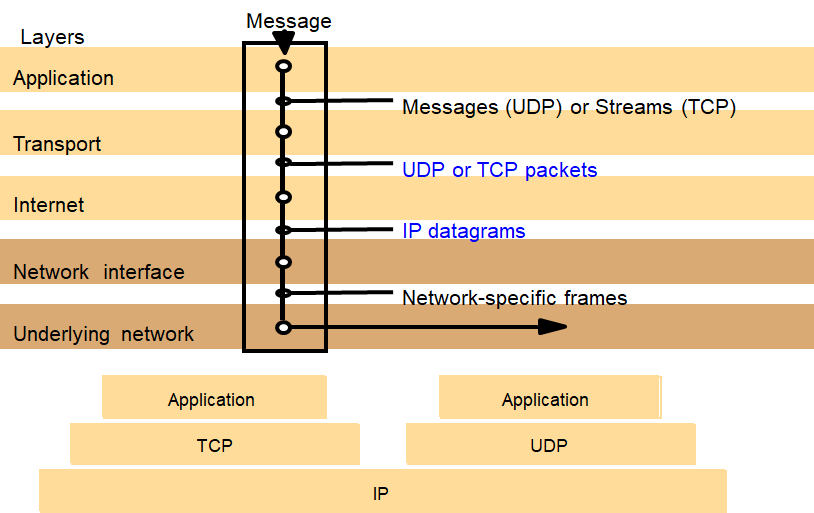 Message
Layers
Application
Messages (UDP) or Streams (TCP)
Transport
UDP or TCP packets
Internet
IP datagrams
Network interface
Network-specific frames
Underlying network
Application
Application
TCP
UDP
IP